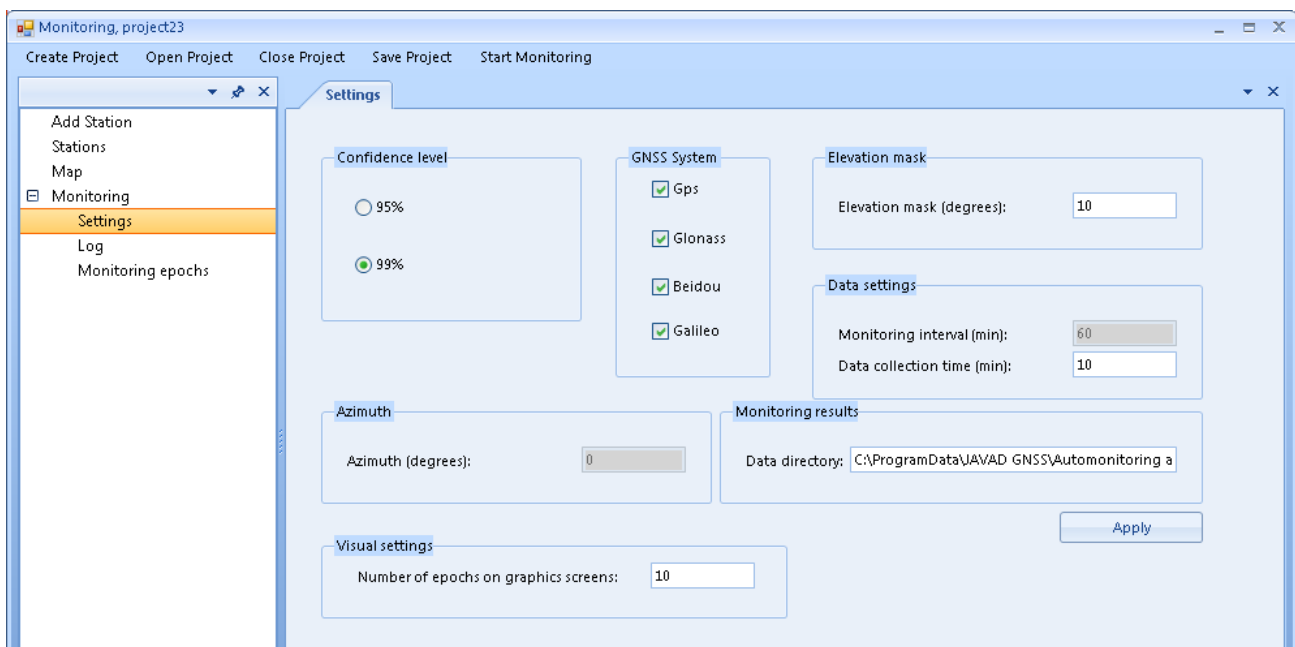 Monitoring, project23
Create Project Open Project Close Project Save Project Start Monitoring
Add Station
Stations
Map
Monitoring
Settings
Log
Monitoring epochs
Settings
Confidence level
95%
99%
GNSS System
Gps
Glonass
Beidou
Galileo
Elevation mask
Elevation mask (degrees): 10
Data settings
Monitoring interval (min): 60
Data collection time (min): 10
Azimuth
Azimuth (degrees): 0
Monitoring results
Data directory: C:\ProgramData\JAVAD GNSS\Automonitoring a
Apply
Visual settings
Number of epochs on graphics screens: 10